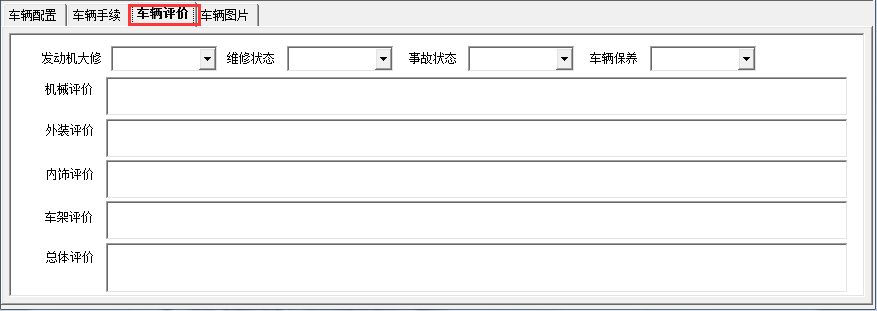 车辆配置 车辆手续 车辆评价 车辆图片
发动机大修 维修状态 事故状态 车辆保养
机械评价
外装评价
内饰评价
车架评价
总体评价